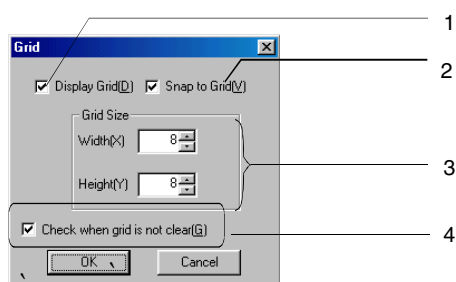 1
Grid
2
Display Grid(D) Snap to Grid(V)
Grid Size
Width(X) 8
3
Height(Y) 8
Check when grid is not clear(G)
4
OK Cancel